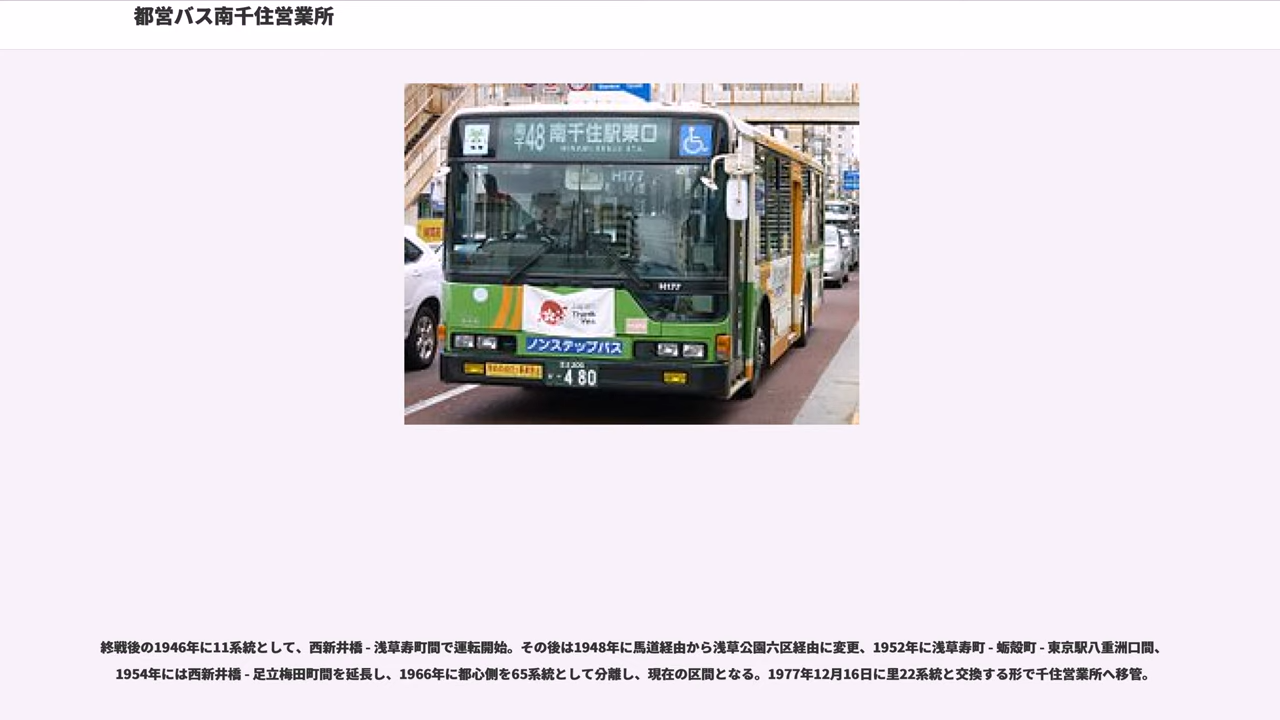 都営バス南千住営業所
48 南千住駅東口
H177
H177
Thank You
ノンステップバス
480
終戦後の1946年に11系統として、西新井橋 - 浅草寿町間で運転開始。その後は1948年に馬道経由から浅草公園六区経由に変更、1952年に浅草寿町 - 蛎殻町 - 東京駅八重洲口間、
1954年には西新井橋 - 足立梅田町間を延長し、1966年に都心側を65系統として分離し、現在の区間となる。1977年12月16日に里22系統と交換する形で千住営業所へ移管。